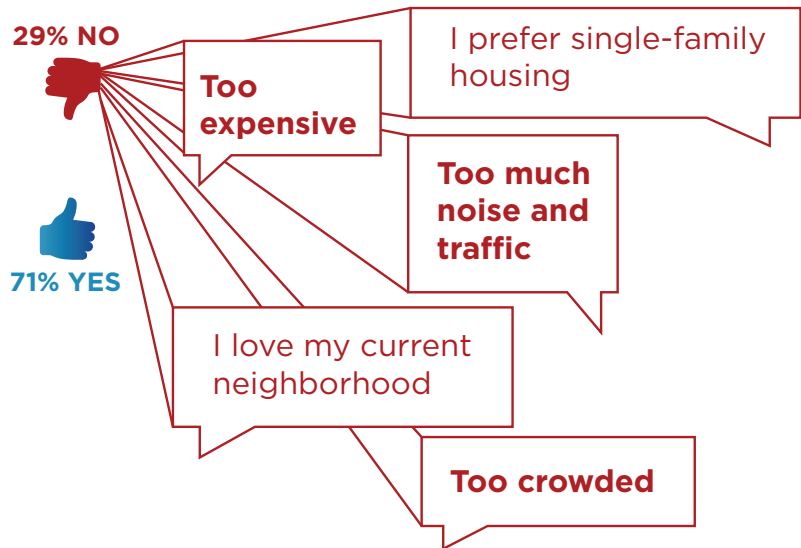 29% NO
I prefer single-family
housing
Too
expensive
Too much
noise and
traffic
71% YES
I love my current
neighborhood
Too crowded